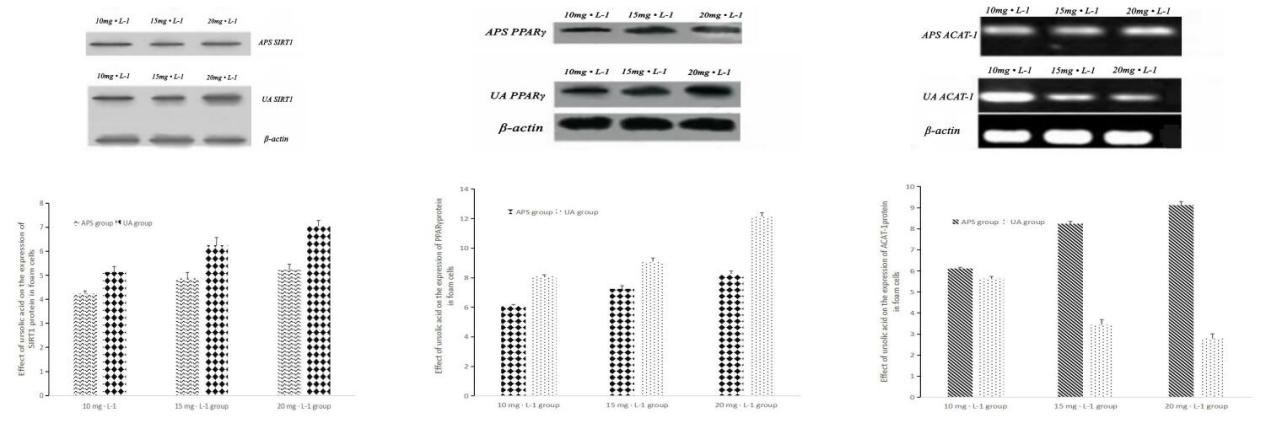 10mg • L-1 15mg • L-1 20mg • L-1
APS SIRT1
10mg • L-1 15mg • L-1 20mg • L-1
UA SIRT1
β-actin
10mg • L-1 15mg • L-1 20mg • L-1
APS PPARγ
10mg • L-1 15mg • L-1 20mg • L-1
UA PPARγ
β-actin
10mg • L-1 15mg • L-1 20mg • L-1
APS ACAT-1
10mg • L-1 15mg • L-1 20mg • L-1
UA ACAT-1
β-actin
Effect of ursolic acid on the expression of
SIRT1 protein in foam cells
8
7
6
5
4
3
2
1
0
APS group UA group
10 mg · L-1 15 mg · L-1 group 20 mg · L-1 group
Effect of ursolic acid on the expression of PPARγprotein
in foam cells
14
12
10
8
6
4
2
0
APS group UA group
10 mg · L-1 group 15 mg · L-1 group 20 mg · L-1 group
Effect of ursolic acid on the expression of ACAT-1protein
in foam cells
10
9
8
7
6
5
4
3
2
1
0
APS group UA group
10 mg · L-1 group 15 mg · L-1 group 20 mg · L-1 group